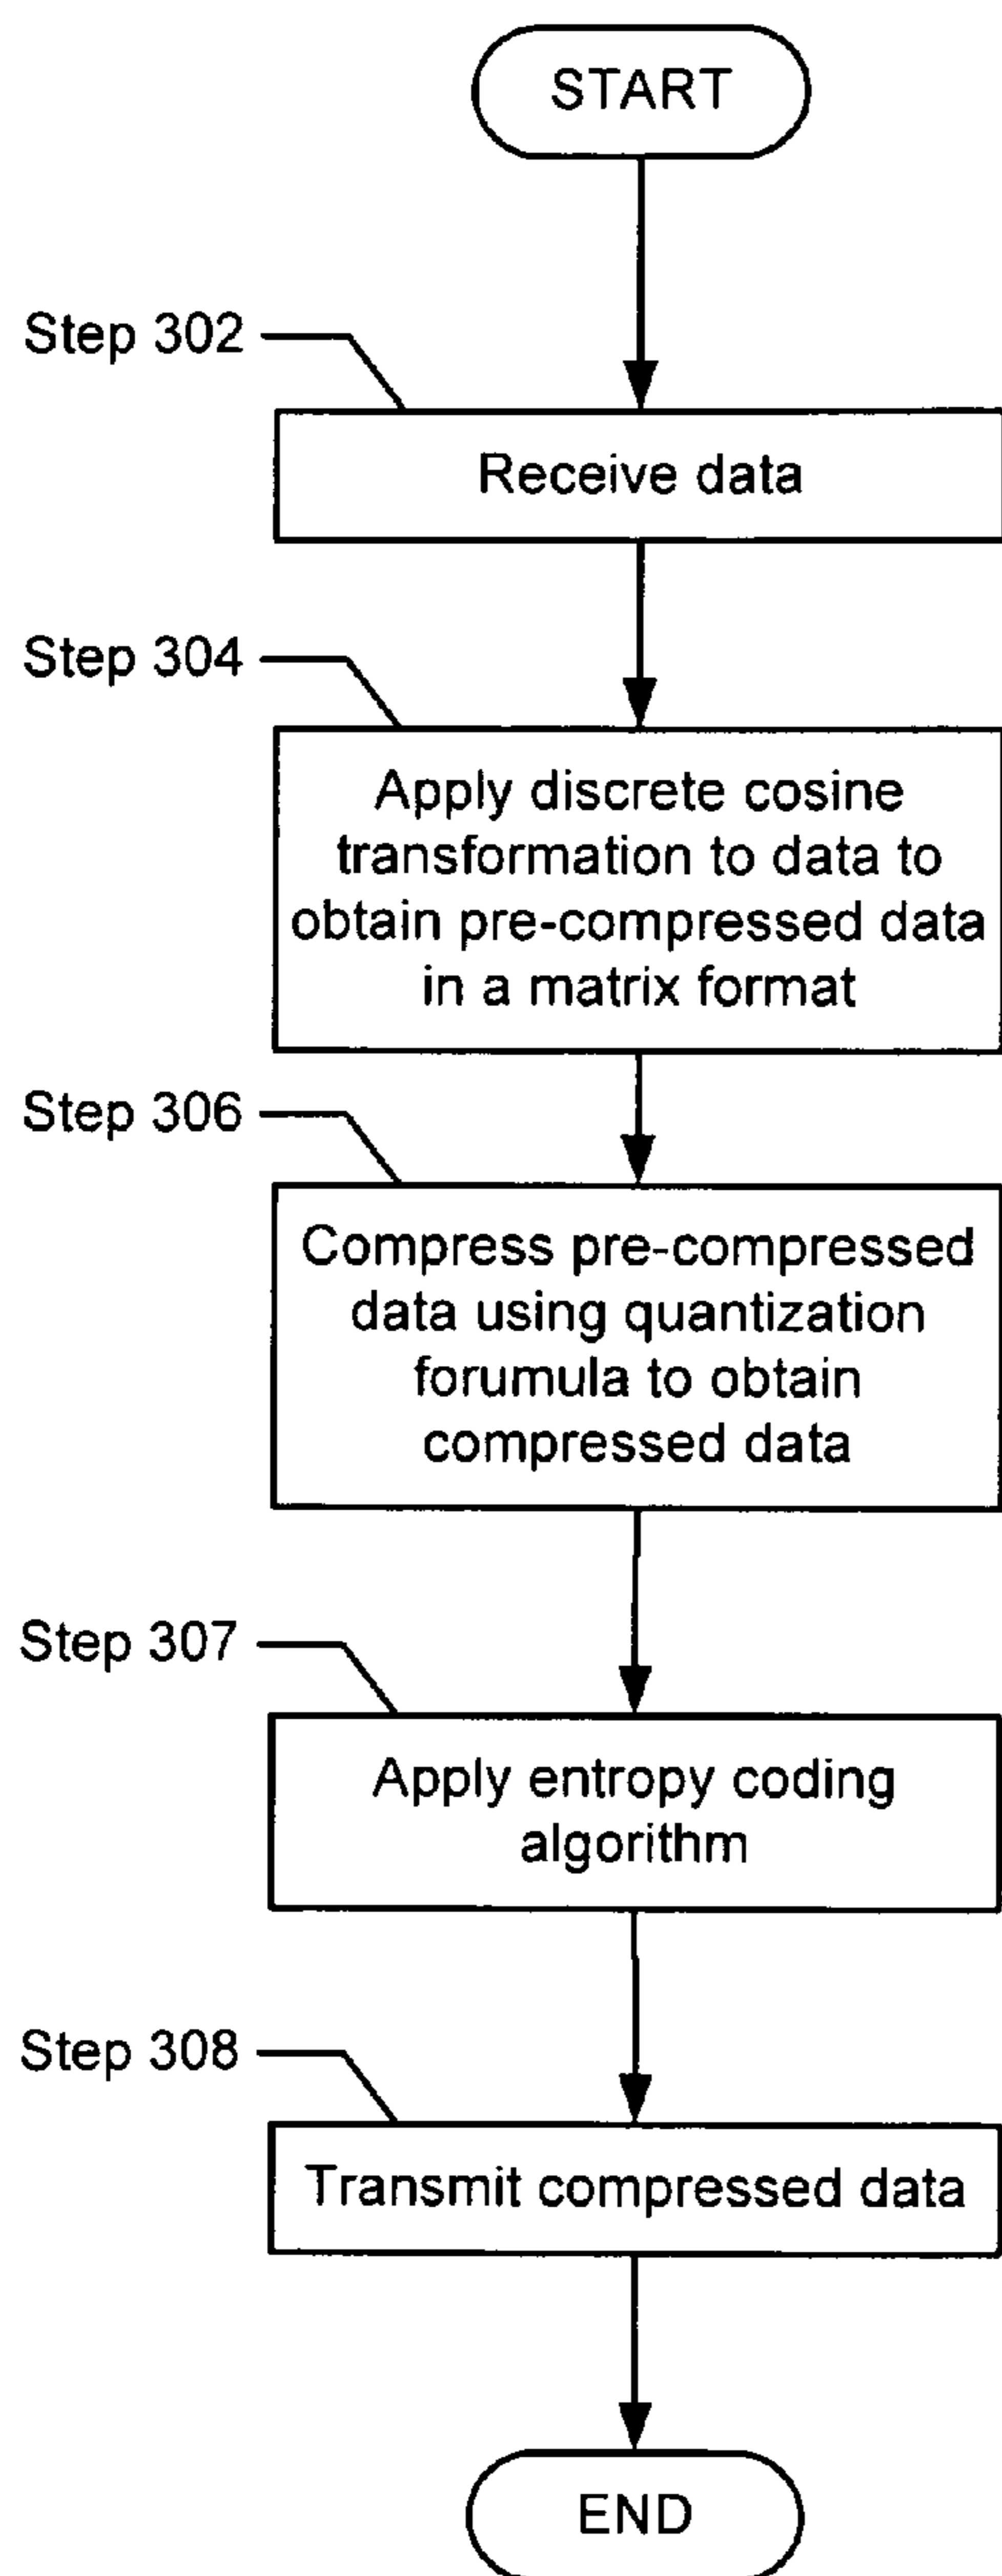 START
Step 302
Receive data
Step 304
Apply discrete cosine
transformation to data to
obtain pre-compressed data
in a matrix format
Step 306
Compress pre-compressed
data using quantization
forumula to obtain
compressed data
Step 307
Apply entropy coding
algorithm
Step 308
Transmit compressed data
END